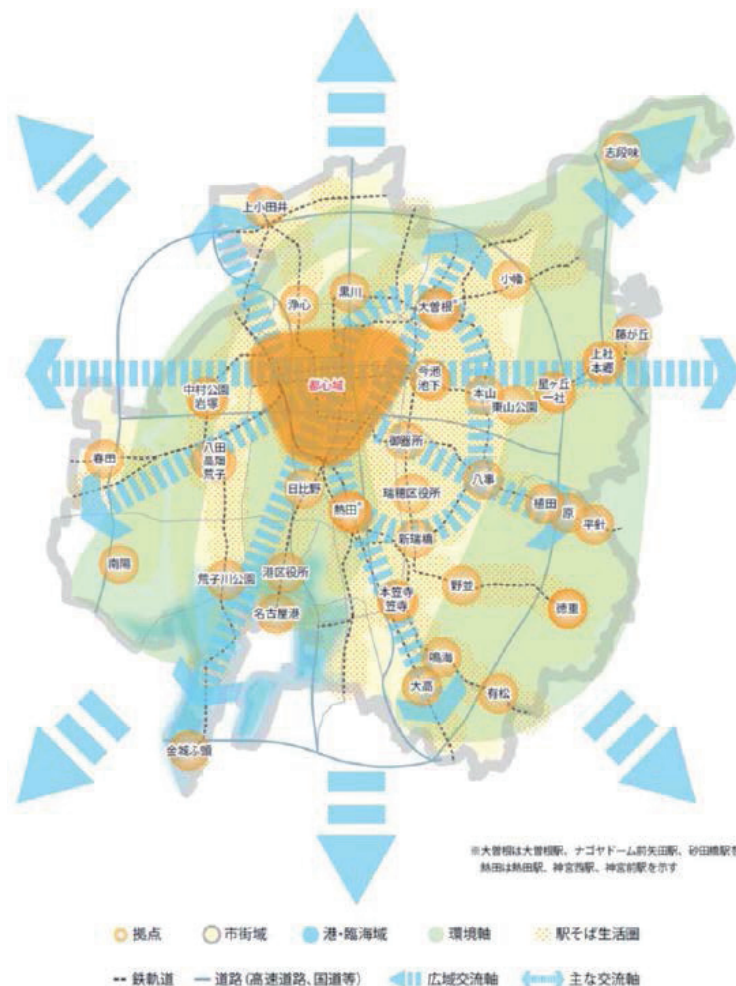 志段味
上小田井
小幡
黒川
浄心
大曽根※
藤が丘
上社
本郷
今池
池下
都心域
星ヶ丘
一社
中村公園
岩塚
本山
東山公園
御器所
八田
高畑
荒子
春田
八事
日比野
瑞穂区役所
植田
原
熱田※
平針
新瑞橋
南陽
荒子川公園
港区役所
野並
本笠寺
笠寺
名古屋港
徳重
鳴海
大高
有松
金城ふ頭
※大曽根は大曽根駅、ナゴヤドーム前矢田駅、砂田橋駅を
熱田は熱田駅、神宮西駅、神宮前駅を示す
拠点 市街域 港・臨海域 環境軸 駅そば生活圏
鉄軌道 道路(高速道路、国道等) 広域交流軸 主な交流軸